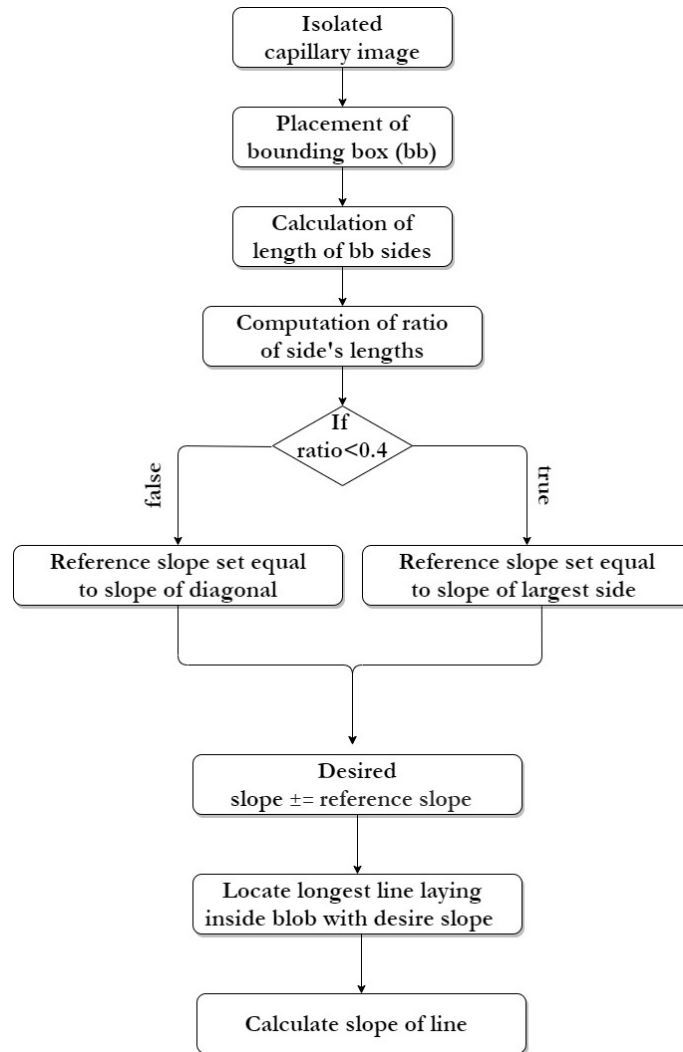 Isolated
capillary image
Placement of
bounding box (bb)
Calculation of
length of bb sides
Computation of ratio
of side's lengths
If
ratio<0.4
false
true
Reference slope set equal
to slope of diagonal
Reference slope set equal
to slope of largest side
Desired
slope ±= reference slope
Locate longest line laying
inside blob with desire slope
Calculate slope of line